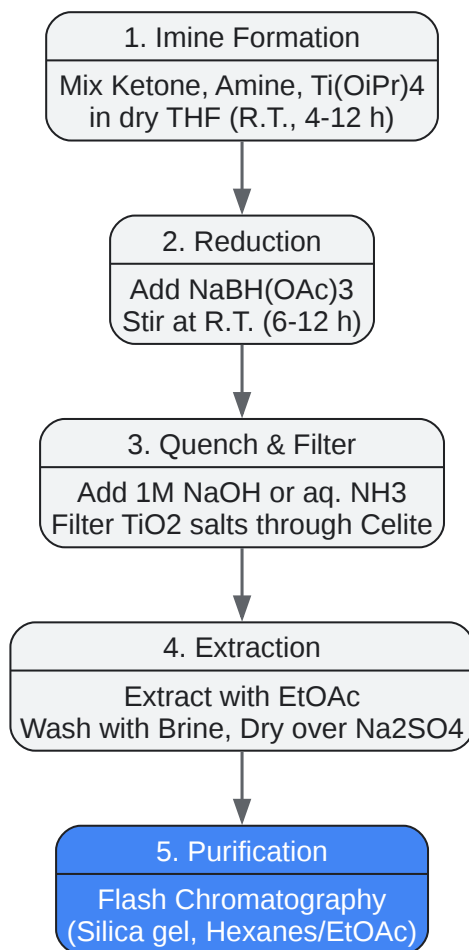 1. Imine Formation
Mix Ketone, Amine, Ti(OiPr)4
in dry THF (R.T., 4-12 h)
2. Reduction
Add NaBH(OAc)3
Stir at R.T. (6-12 h)
3. Quench & Filter
Add 1M NaOH or aq. NH3
Filter TiO2 salts through Celite
4. Extraction
Extract with EtOAc
Wash with Brine, Dry over Na2SO4
5. Purification
Flash Chromatography
(Silica gel, Hexanes/EtOAc)